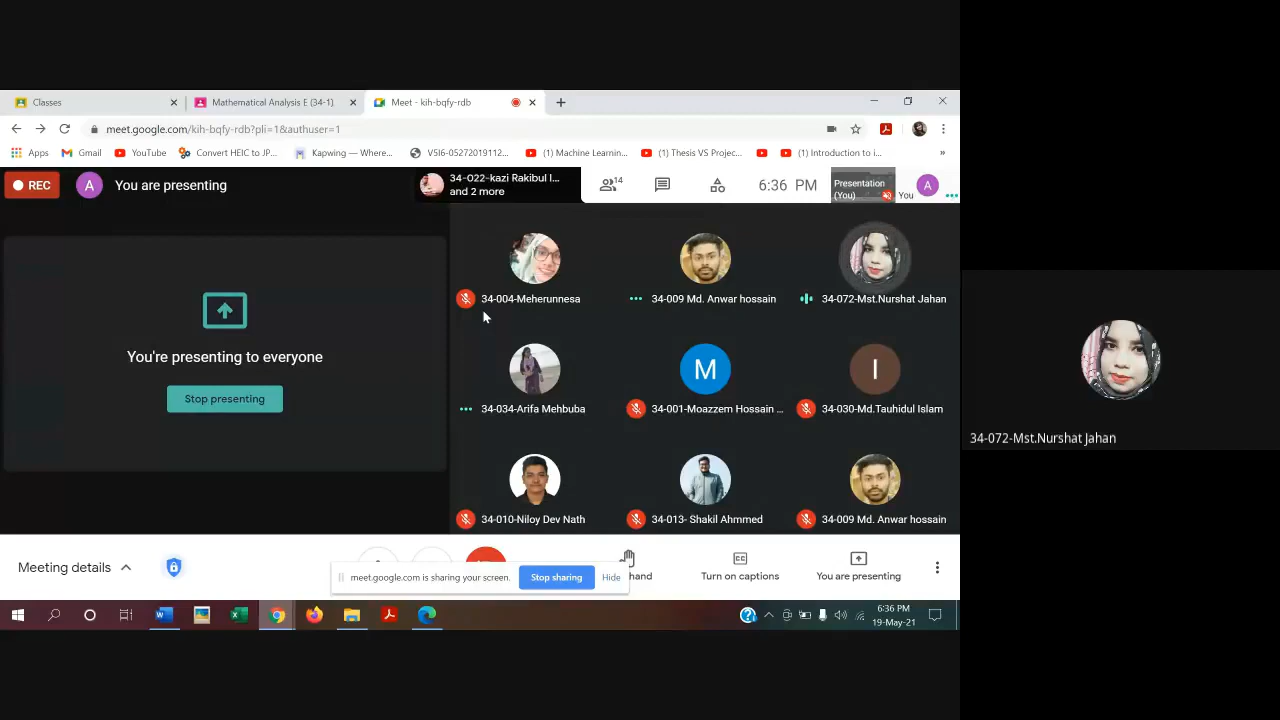 Classes
Mathematical Analysis E (34-1)
Meet - kih-bqfy-rdb
meet.google.com/kih-bqfy-rdb?pli=1&authuser=1
Apps
Gmail
YouTube
Convert HEIC to JP...
Kapwing — Where...
V5I6-05272019112...
(1) Machine Learnin...
(1) Thesis VS Projec...
(1) Introduction to i...
»
REC
A
You are presenting
34-022-kazi Rakibul I...
and 2 more
14
6:36 PM
Presentation
(You)
You
A
34-004-Meherunnesa
34-009 Md. Anwar hossain
34-072-Mst.Nurshat Jahan
You're presenting to everyone
Stop presenting
M
I
34-034-Arifa Mehbuba
34-001-Moazzem Hossain ...
34-030-Md.Tauhidul Islam
34-072-Mst.Nurshat Jahan
34-010-Niloy Dev Nath
34-013- Shakil Ahmmed
34-009 Md. Anwar hossain
Meeting details
meet.google.com is sharing your screen.
Stop sharing
Hide
hand
CC
Turn on captions
You are presenting
6:36 PM
19-May-21